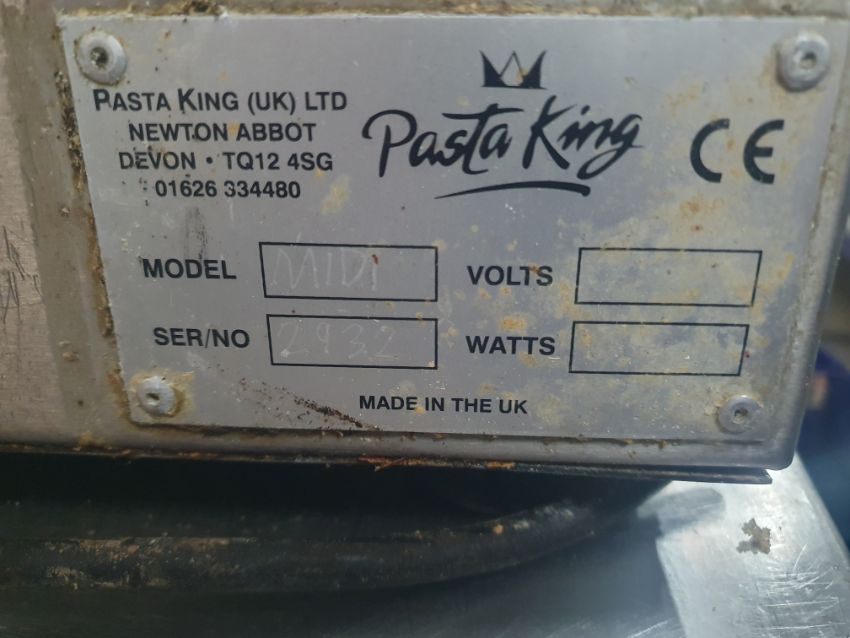 PASTA KING (UK) LTD
NEWTON ABBOT
DEVON • TQ12 4SG
01626 334480
Pasta King
CE
MODEL MIDI
VOLTS
SER/NO 2932
WATTS
MADE IN THE UK